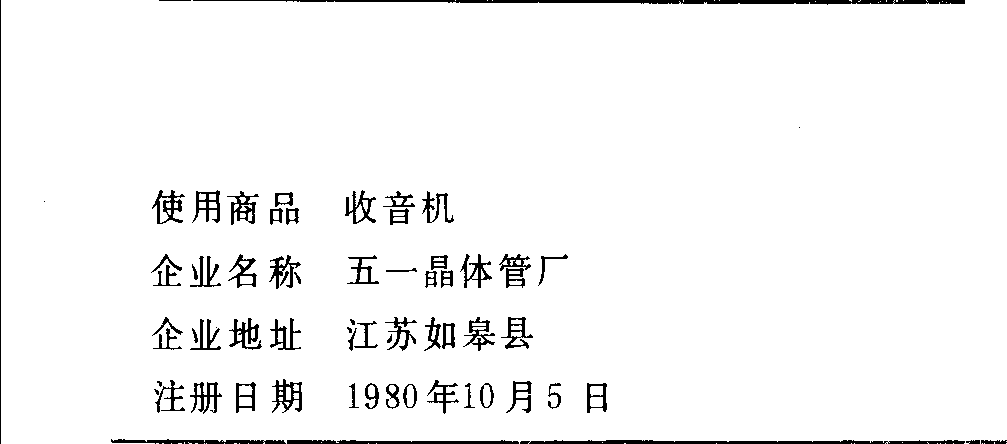 使用商品 收音机
企业名称 五一晶体管厂
企业地址 江苏如皋县
注册日期 1980年10月5日